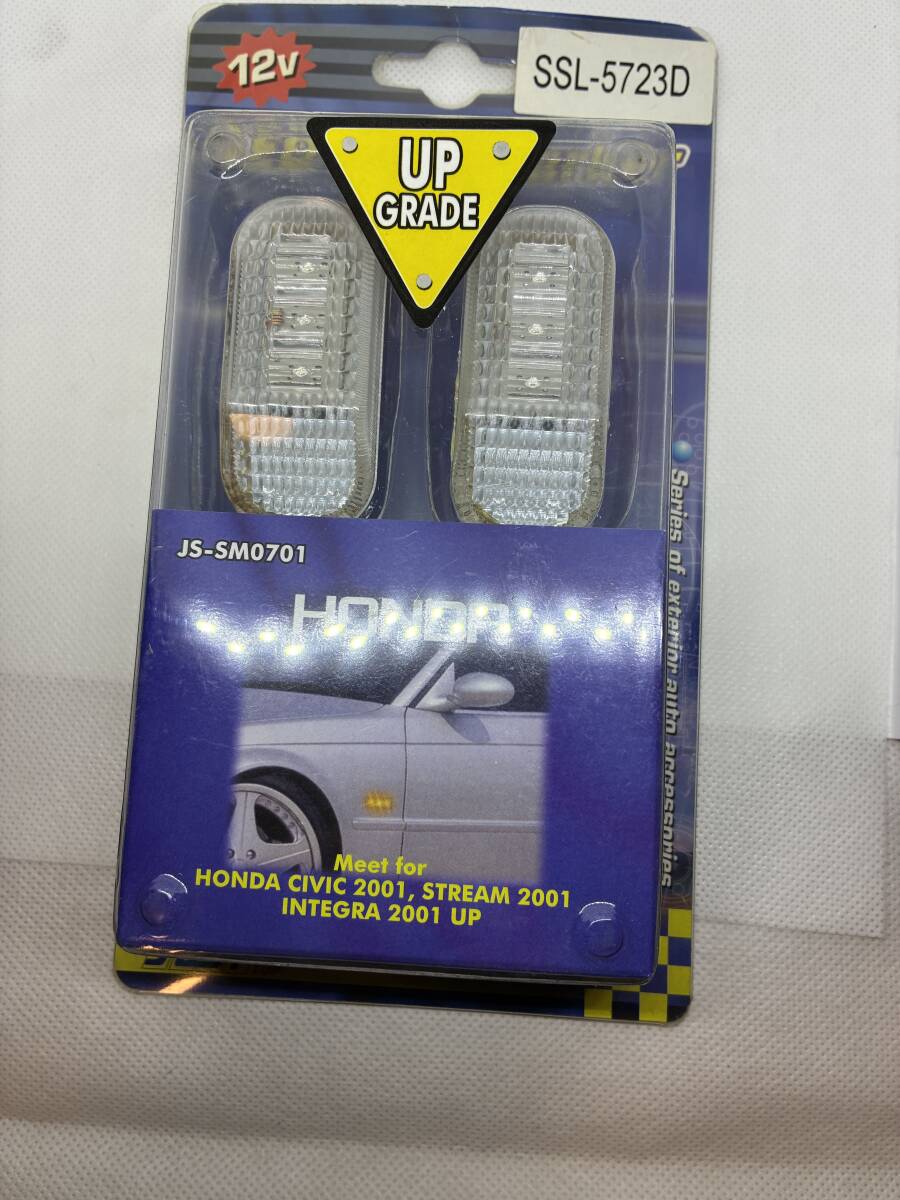 12V
SSL-5723D
UP
GRADE
JS-SM0701
HONDA
Meet for
HONDA CIVIC 2001, STREAM 2001
INTEGRA 2001 UP
Series of exterior auto accessories